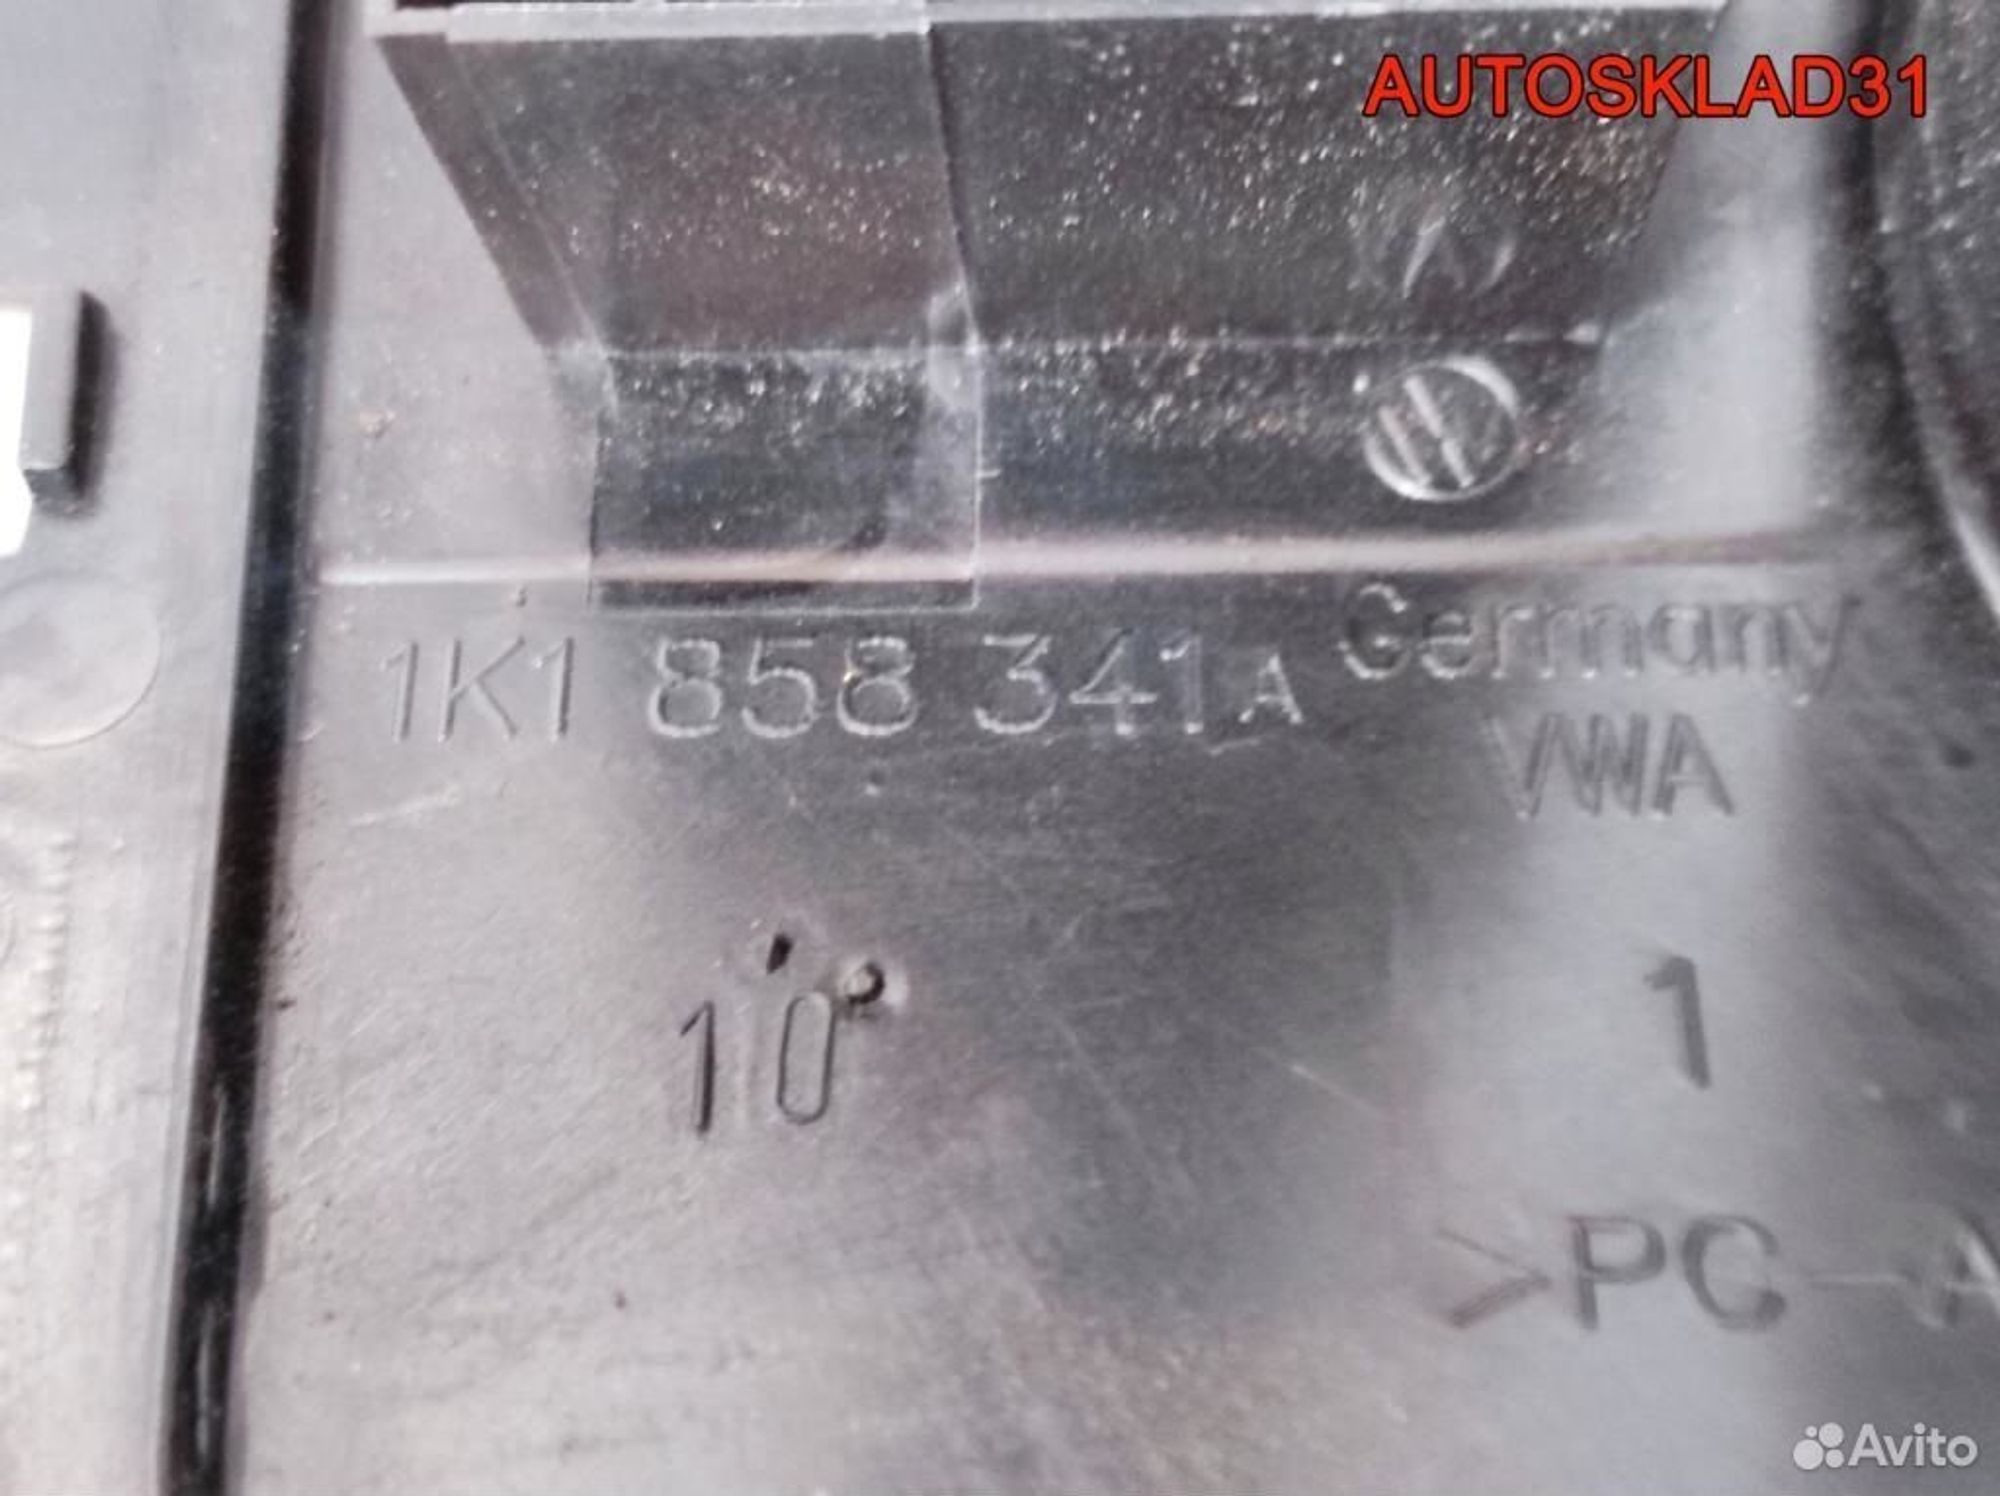 AUTOSKLAD31
1K1 858 341 A Germany
VWA
10
1
>PC-A
Avito